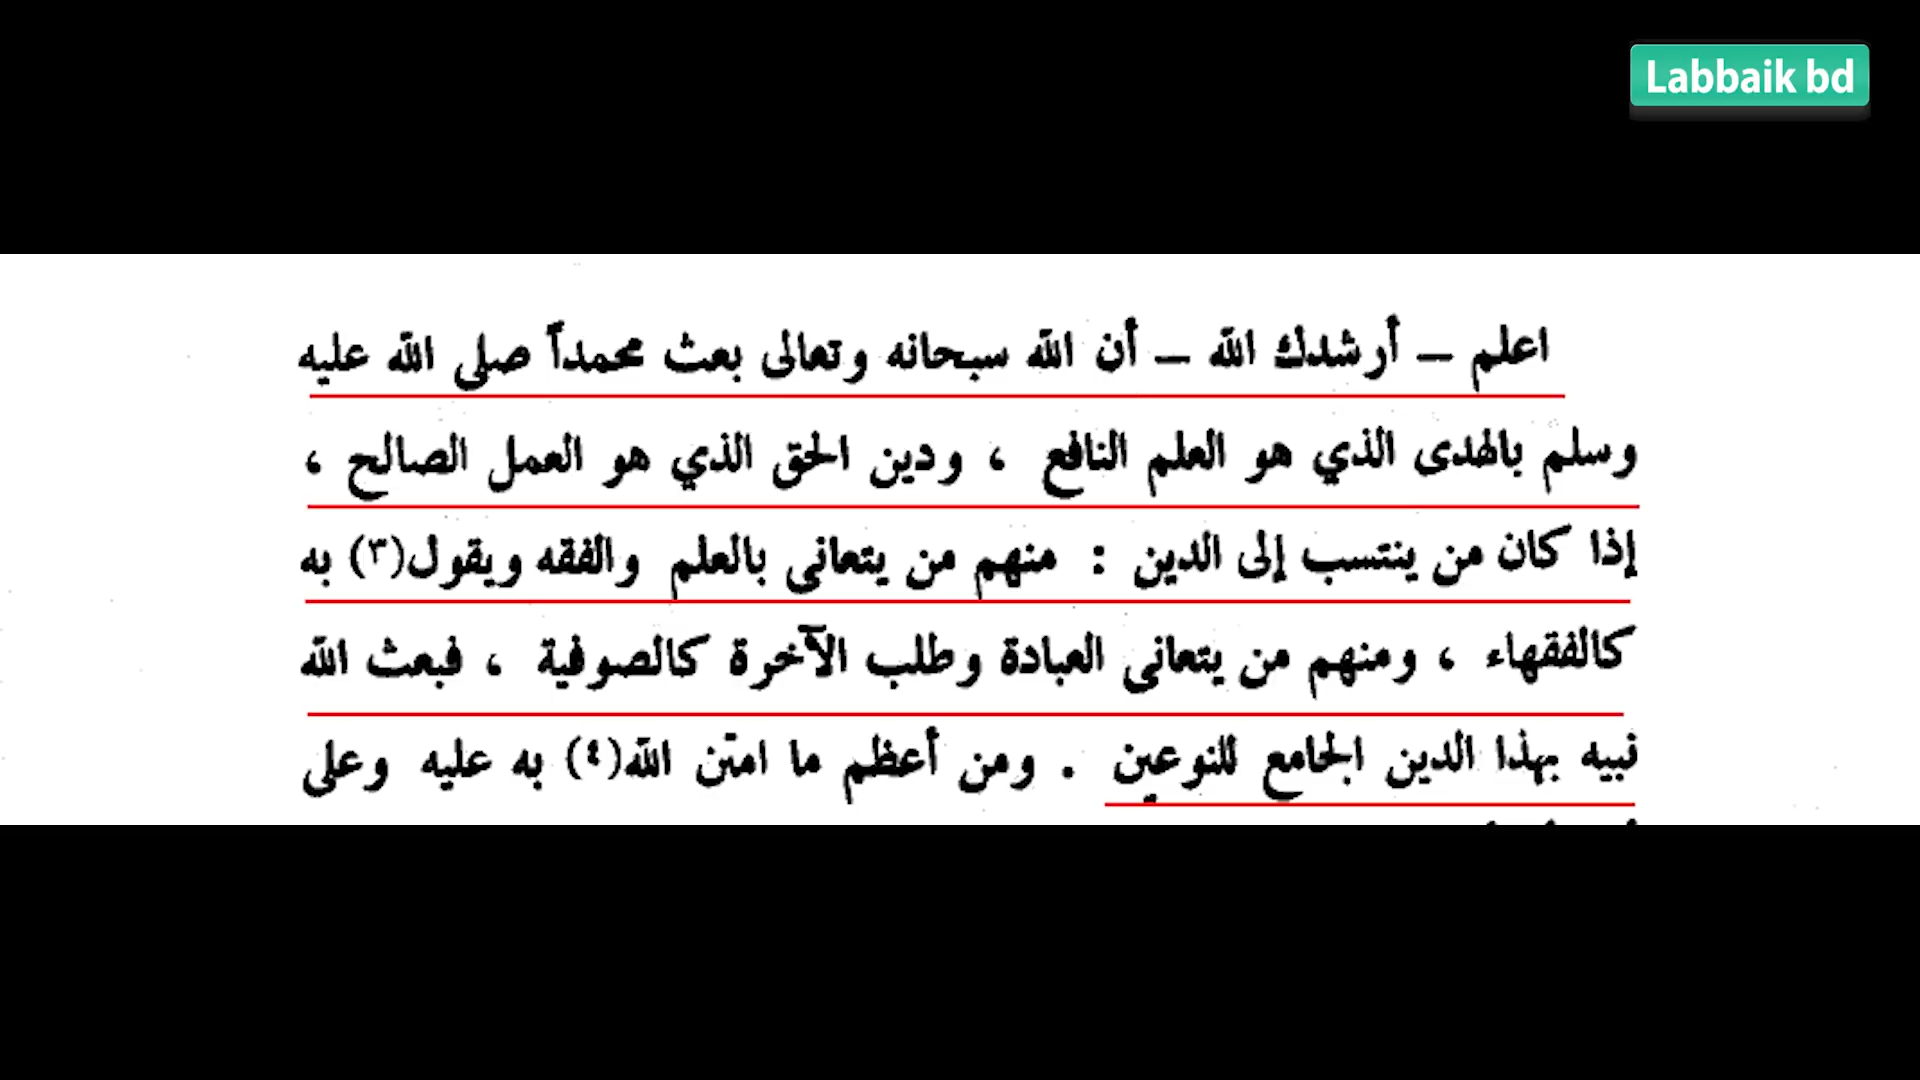 Labbaik bd
اعلم – أرشدك الله – أن الله سبحانه وتعالى بعث محمداً صلى الله عليه
وسلم بالهدى الذي هو العلم النافع ، ودين الحق الذي هو العمل الصالح ،
إذا كان من ينتسب إلى الدين : منهم من يتعانى بالعلم والفقه ويقول(٣) به
كالفقهاء ، ومنهم من يتعانى العبادة وطلب الآخرة كالصوفية ، فبعث الله
نبيه بهذا الدين الجامع للنوعين . ومن أعظم ما امتن الله(٤) به عليه وعلى